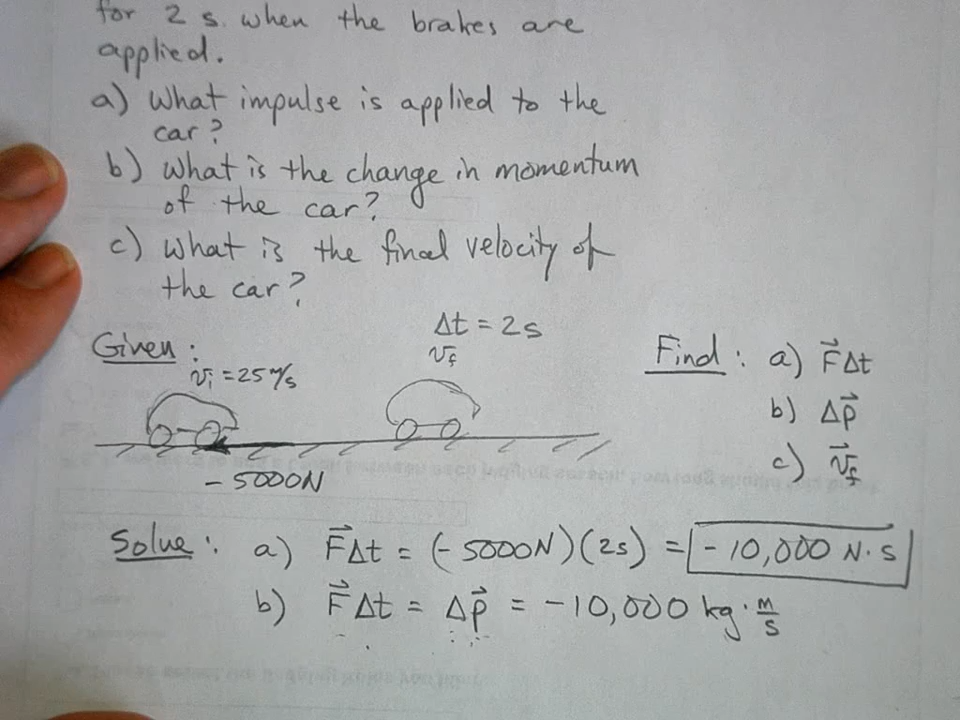 for 2 s. when the brakes are
applied.
a) What impulse is applied to the
car?
b) What is the change in momentum
of the car?
c) What is the final velocity of
the car?
Given:
vᵢ = 25 m/s
Δt = 2s
v_f
-5000N
Find: a) F⃗Δt
b) Δp⃗
c) v⃗_f
Solve: a) F⃗Δt = (-5000N)(2s) = -10,000 N·s
b) F⃗Δt = Δp⃗ = -10,000 kg·m/s